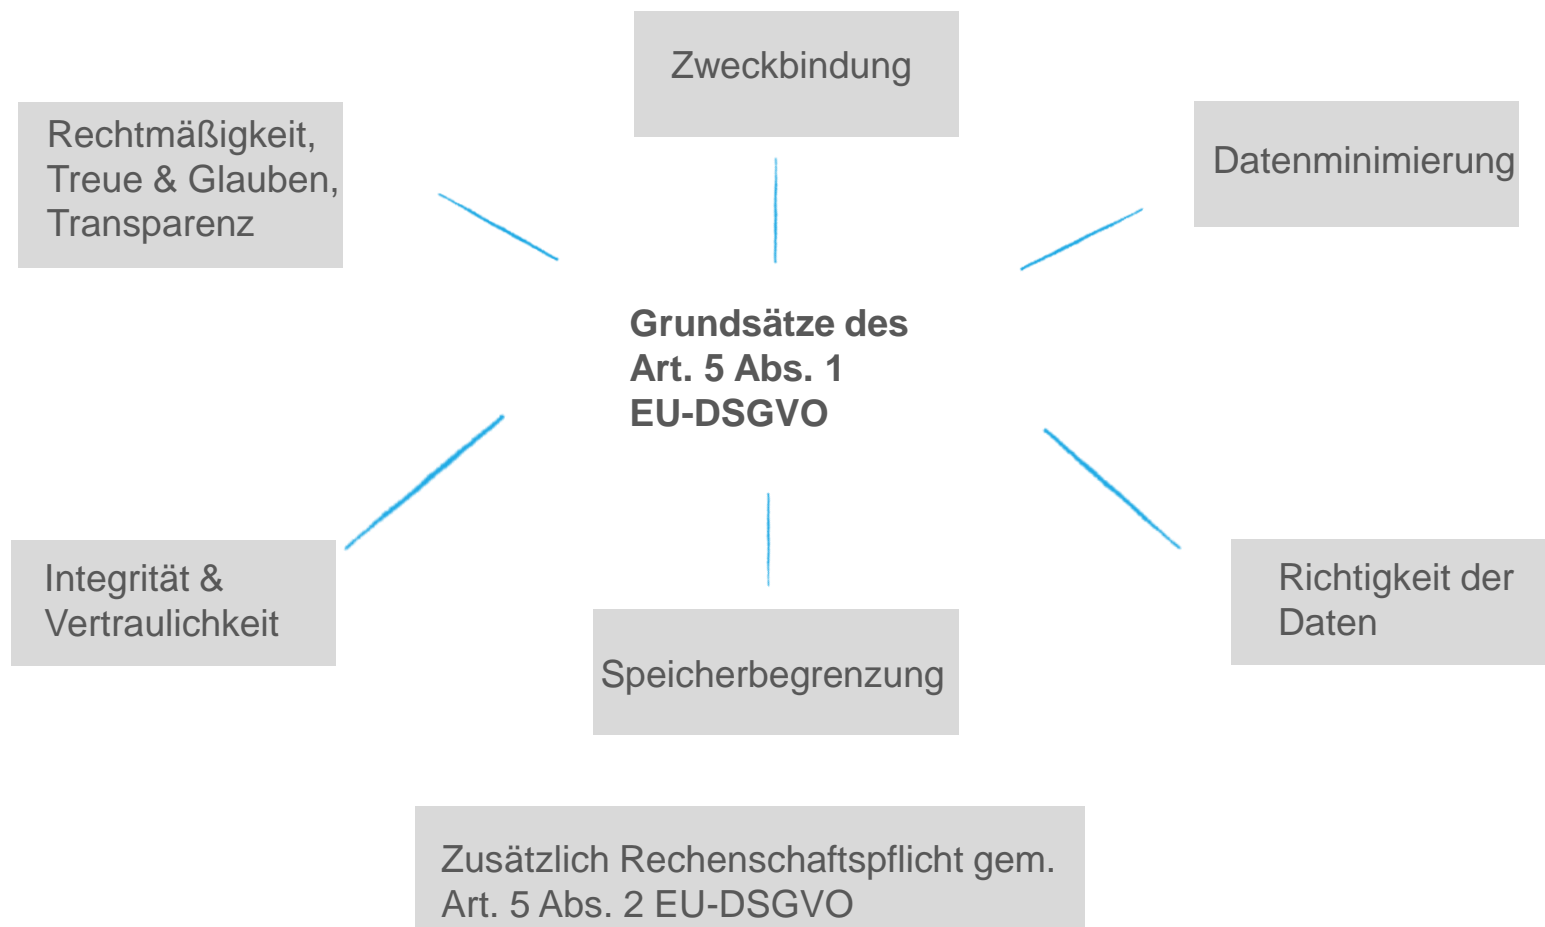 Zweckbindung
Rechtmäßigkeit,
Treue & Glauben,
Transparenz
Datenminimierung
Grundsätze des
Art. 5 Abs. 1
EU-DSGVO
Integrität &
Vertraulichkeit
Richtigkeit der
Daten
Speicherbegrenzung
Zusätzlich Rechenschaftspflicht gem.
Art. 5 Abs. 2 EU-DSGVO